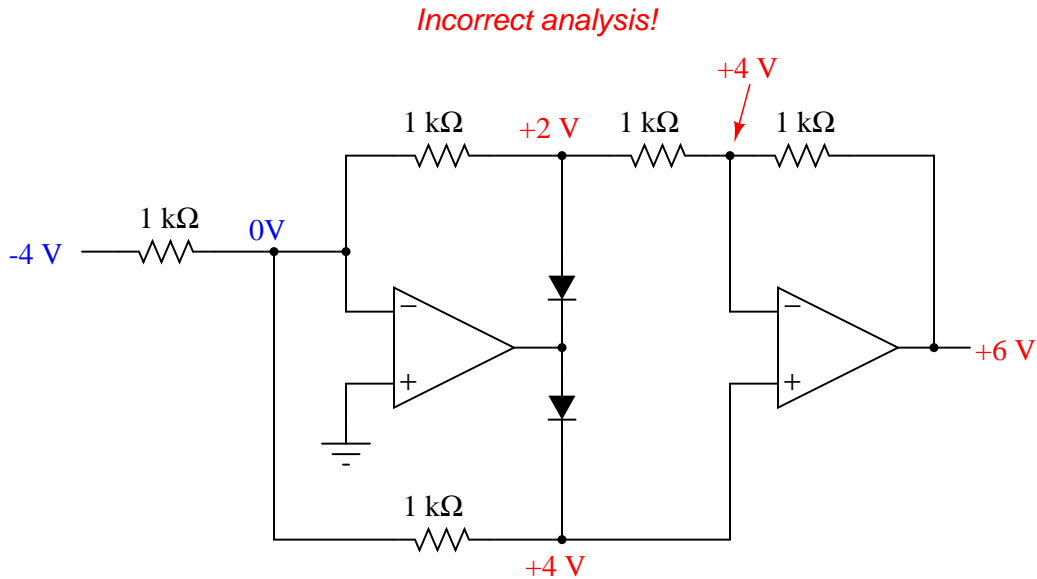 Incorrect analysis!
+4 V
1 kΩ
+2 V
1 kΩ
1 kΩ
1 kΩ
0V
-4 V
−
−
+6 V
+
+
1 kΩ
+4 V